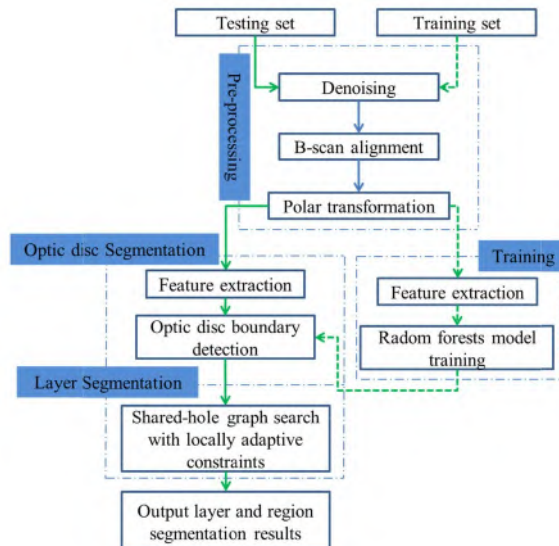 Testing set
Training set
Pre-processing
Denoising
B-scan alignment
Polar transformation
Optic disc Segmentation
Training
Feature extraction
Feature extraction
Optic disc boundary
detection
Radom forests model
training
Layer Segmentation
Shared-hole graph search
with locally adaptive
constraints
Output layer and region
segmentation results